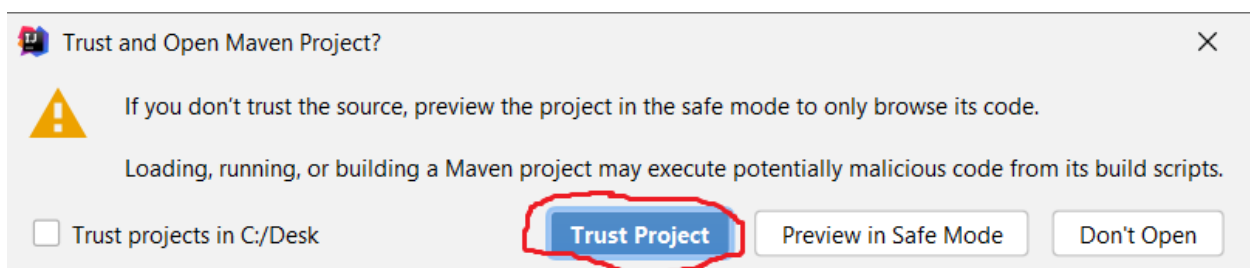 Trust and Open Maven Project?
If you don’t trust the source, preview the project in the safe mode to only browse its code.
Loading, running, or building a Maven project may execute potentially malicious code from its build scripts.
Trust projects in C:/Desk
Trust Project
Preview in Safe Mode
Don't Open